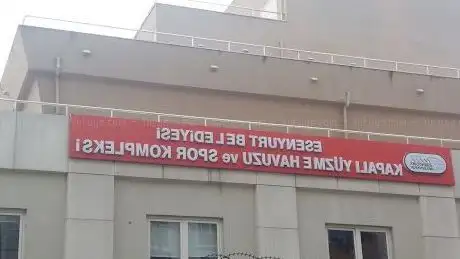 ESENYURT BELEDİYESİ
KAPALI YÜZME HAVUZU ve SPOR KOMPLEKSİ